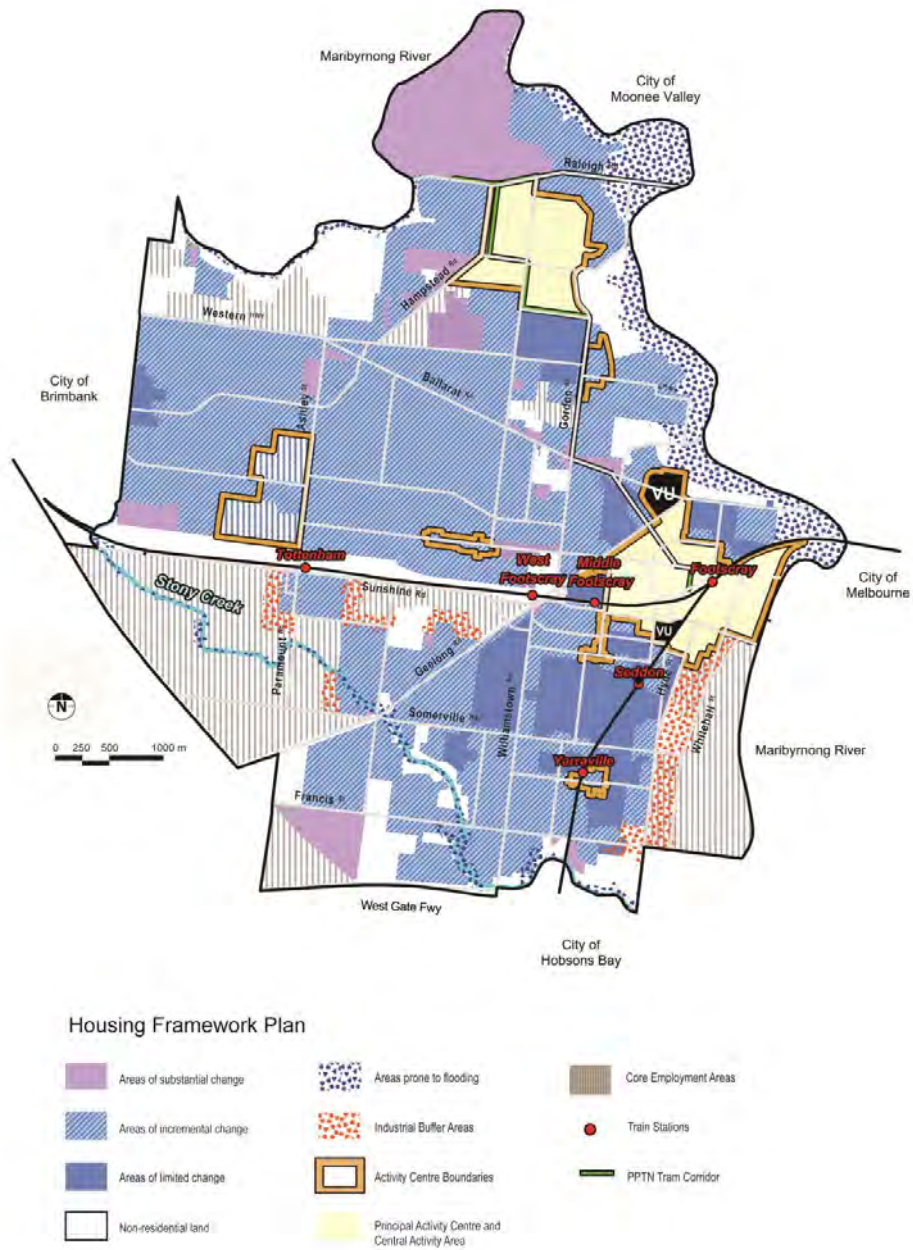 Maribyrnong River
City of
Moonee Valley
Raleigh Rd
Hampstead Rd
Western HWY
City of
Brimbank
Ballarat Rd
Ashley St
Gordon St
VU
Tottenham
West
Footscray
Middle
Footscray
Footscray
City of
Melbourne
Stony Creek
Sunshine Rd
Geelong Rd
VU
Seddon
Hyde St
Paramount Rd
Whitehall St
N
Somerville Rd
Williamstown Rd
Maribyrnong River
0 250 500 1000 m
Yarraville
Francis St
West Gate Fwy
City of
Hobsons Bay
Housing Framework Plan
Areas of substantial change
Areas prone to flooding
Core Employment Areas
Areas of incremental change
Industrial Buffer Areas
Train Stations
Areas of limited change
Activity Centre Boundaries
PPTN Tram Corridor
Non-residential land
Principal Activity Centre and
Central Activity Area